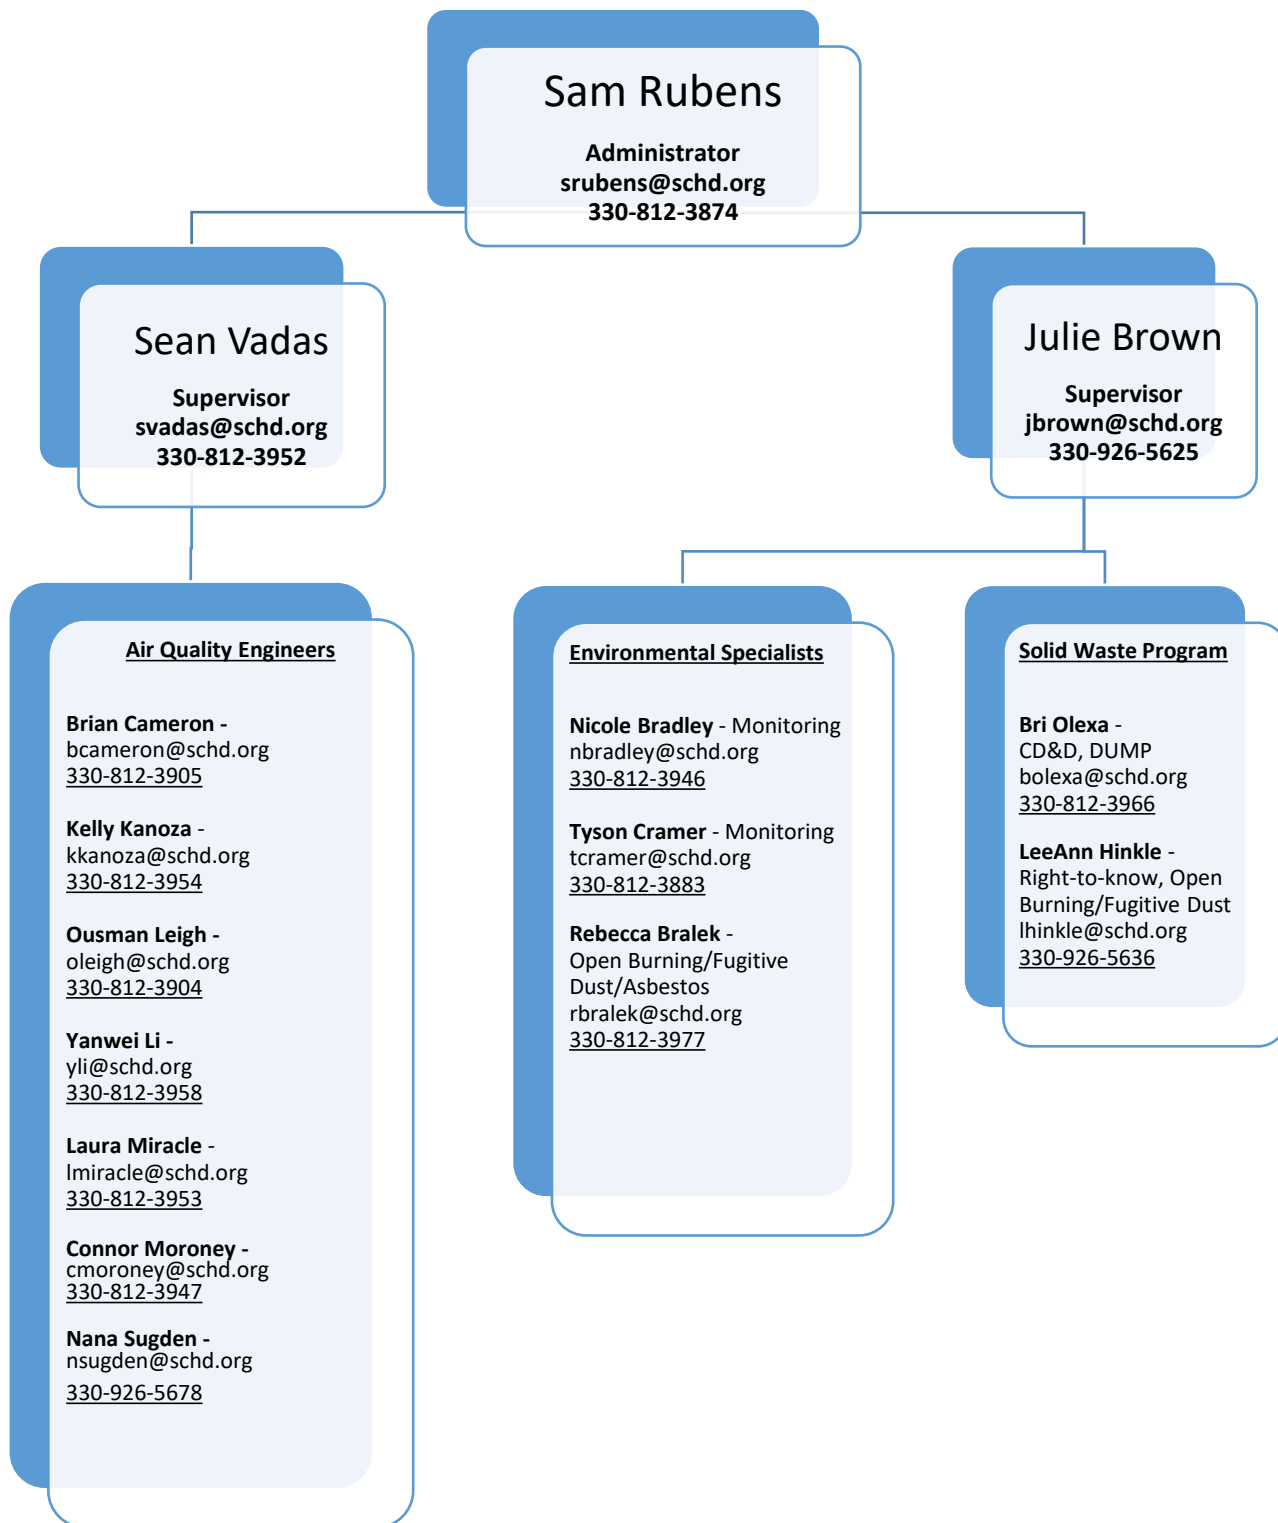 Sam Rubens
Administrator
srubens@schd.org
330-812-3874
Sean Vadas
Supervisor
svadas@schd.org
330-812-3952
Julie Brown
Supervisor
jbrown@schd.org
330-926-5625
Air Quality Engineers
Brian Cameron -
bcameron@schd.org
330-812-3905
Kelly Kanoza -
kkanoza@schd.org
330-812-3954
Ousman Leigh -
oleigh@schd.org
330-812-3904
Yanwei Li -
yli@schd.org
330-812-3958
Laura Miracle -
lmiracle@schd.org
330-812-3953
Connor Moroney -
cmoroney@schd.org
330-812-3947
Nana Sugden -
nsugden@schd.org
330-926-5678
Environmental Specialists
Nicole Bradley - Monitoring
nbradley@schd.org
330-812-3946
Tyson Cramer - Monitoring
tcramer@schd.org
330-812-3883
Rebecca Bralek -
Open Burning/Fugitive
Dust/Asbestos
rbralek@schd.org
330-812-3977
Solid Waste Program
Bri Olexa -
CD&D, DUMP
bolexa@schd.org
330-812-3966
LeeAnn Hinkle -
Right-to-know, Open
Burning/Fugitive Dust
lhinkle@schd.org
330-926-5636